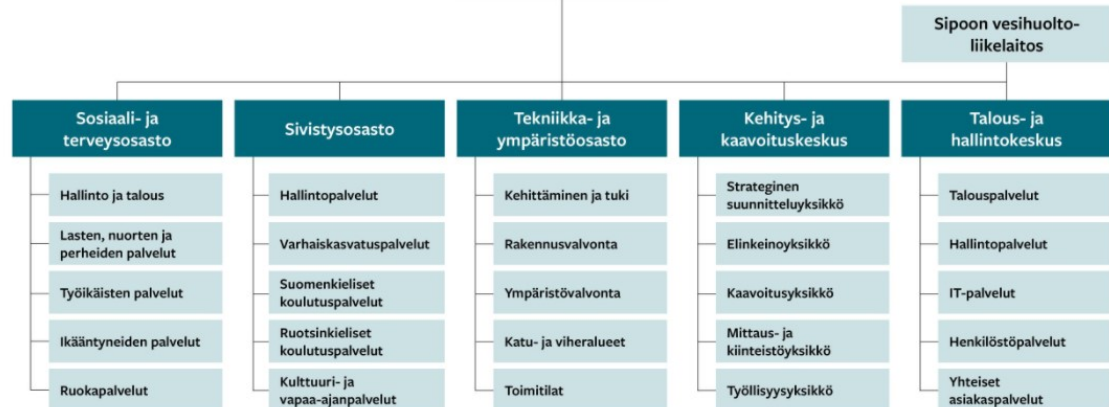 Sipoon vesihuolto-
liikelaitos
Sosiaali- ja
terveysosasto
Hallinto ja talous
Lasten, nuorten ja
perheiden palvelut
Työikäisten palvelut
Ikääntyneiden palvelut
Ruokapalvelut
Sivistysosasto
Hallintopalvelut
Varhaiskasvatuspalvelut
Suomenkieliset
koulutuspalvelut
Ruotsinkieliset
koulutuspalvelut
Kulttuuri- ja
vapaa-ajanpalvelut
Tekniikka- ja
ympäristöosasto
Kehittäminen ja tuki
Rakennusvalvonta
Ympäristövalvonta
Katu- ja viheralueet
Toimitilat
Kehitys- ja
kaavoituskeskus
Strateginen
suunnitteluyksikkö
Elinkeinoyksikkö
Kaavoitusyksikkö
Mittaus- ja
kiinteistöyksikkö
Työllisyysyksikkö
Talous- ja
hallintokeskus
Talouspalvelut
Hallintopalvelut
IT-palvelut
Henkilöstöpalvelut
Yhteiset
asiakaspalvelut